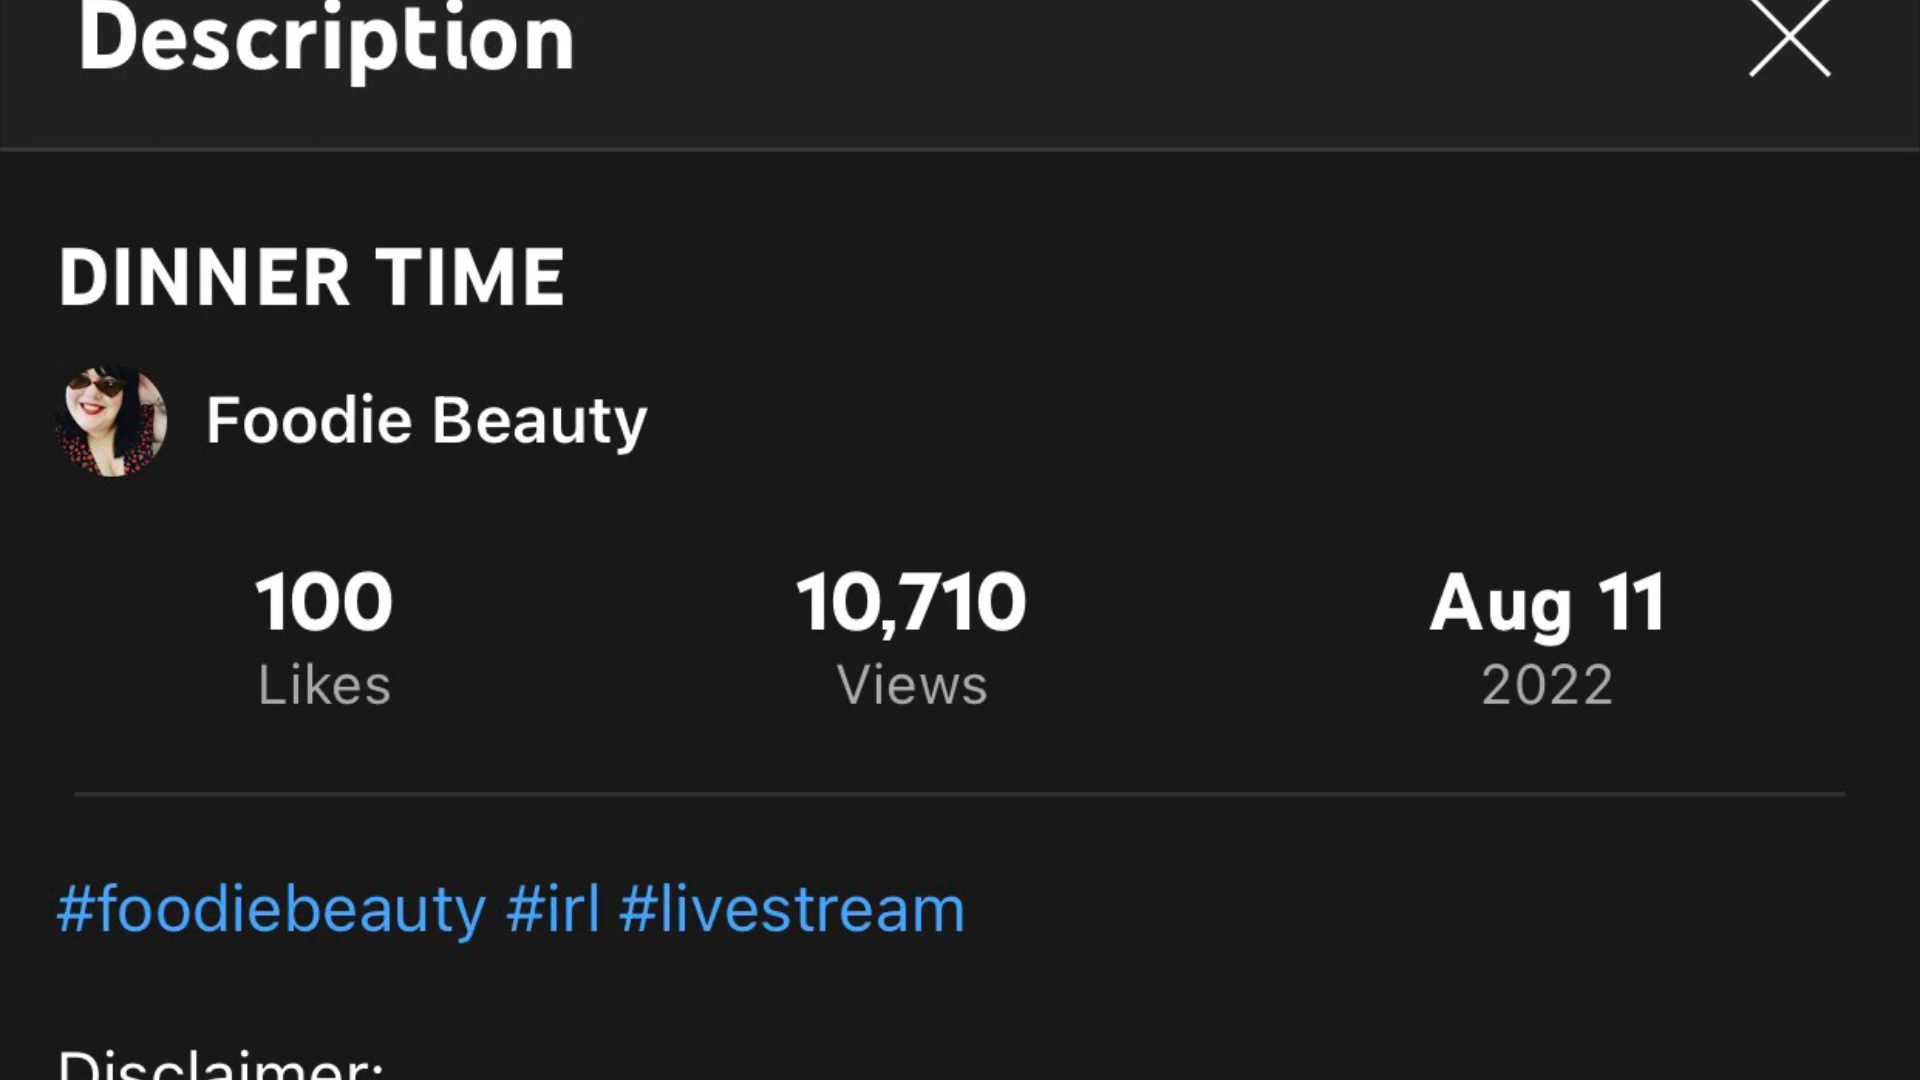 Description
DINNER TIME
Foodie Beauty
100 10,710 Aug 11
Likes Views 2022
#foodiebeauty #irl #livestream
Disclaimer: